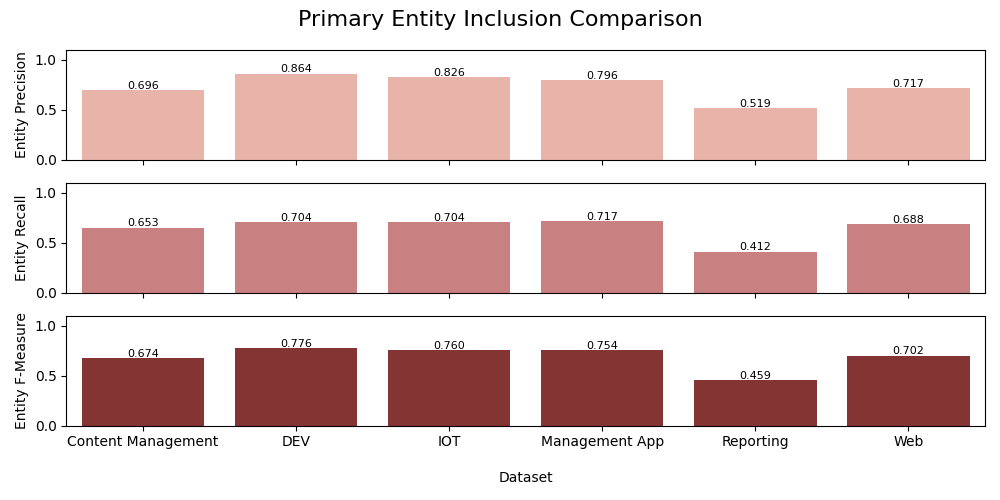 Primary Entity Inclusion Comparison
Entity Precision
1.0
0.5
0.0
0.696
0.864
0.826
0.796
0.519
0.717
Entity Recall
1.0
0.5
0.0
0.653
0.704
0.704
0.717
0.412
0.688
Entity F-Measure
1.0
0.5
0.0
0.674
0.776
0.760
0.754
0.459
0.702
Content Management
DEV
IOT
Management App
Reporting
Web
Dataset